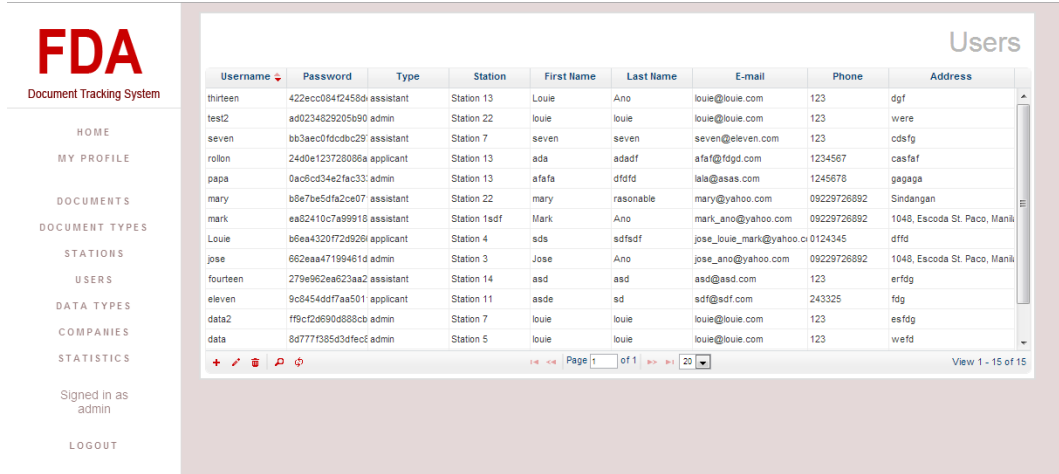 FDA
Document Tracking System
HOME
MY PROFILE
DOCUMENTS
DOCUMENT TYPES
STATIONS
USERS
DATA TYPES
COMPANIES
STATISTICS
Signed in as
admin
LOGOUT
Users
Username Password Type Station First Name Last Name E-mail Phone Address
thirteen 422ecc084f2458d assistant Station 13 Louie Ano louie@louie.com 123 dgf
test2 ad0234829205b90 admin Station 22 louie louie louie@louie.com 123 were
seven bb3aec0fdcdbc29 assistant Station 7 seven seven seven@eleven.com 123 cdsfg
rollon 24d0e123728086a applicant Station 13 ada adadf afaf@fdgd.com 1234567 casfaf
papa 0ac6cd34e2fac33 admin Station 13 afafa dfdfd lala@asas.com 1245678 gagaga
mary b8e7be5dfa2ce07 assistant Station 22 mary rasonable mary@yahoo.com 09229726892 Sindangan
mark ea82410c7a99918 assistant Station 1sdf Mark Ano mark_ano@yahoo.com 09229726892 1048, Escoda St. Paco, Manil
Louie b6ea4320f72d926 applicant Station 4 sds sdfsdf jose_louie_mark@yahoo.c 0124345 dffd
jose 662eaa47199461d admin Station 3 Jose Ano jose_ano@yahoo.com 09229726892 1048, Escoda St. Paco, Manil
fourteen 279e962ea623aa2 assistant Station 14 asd asd asd@asd.com 123 erfdg
eleven 9c8454ddf7aa501 applicant Station 11 asde sd sdf@sdf.com 243325 fdg
data2 ff9cf2d690d888cb admin Station 7 louie louie louie@louie.com 123 esfdg
data 8d777f385d3dfec8 admin Station 5 louie louie louie@louie.com 123 wefd
Page 1 of 1 20 View 1 - 15 of 15